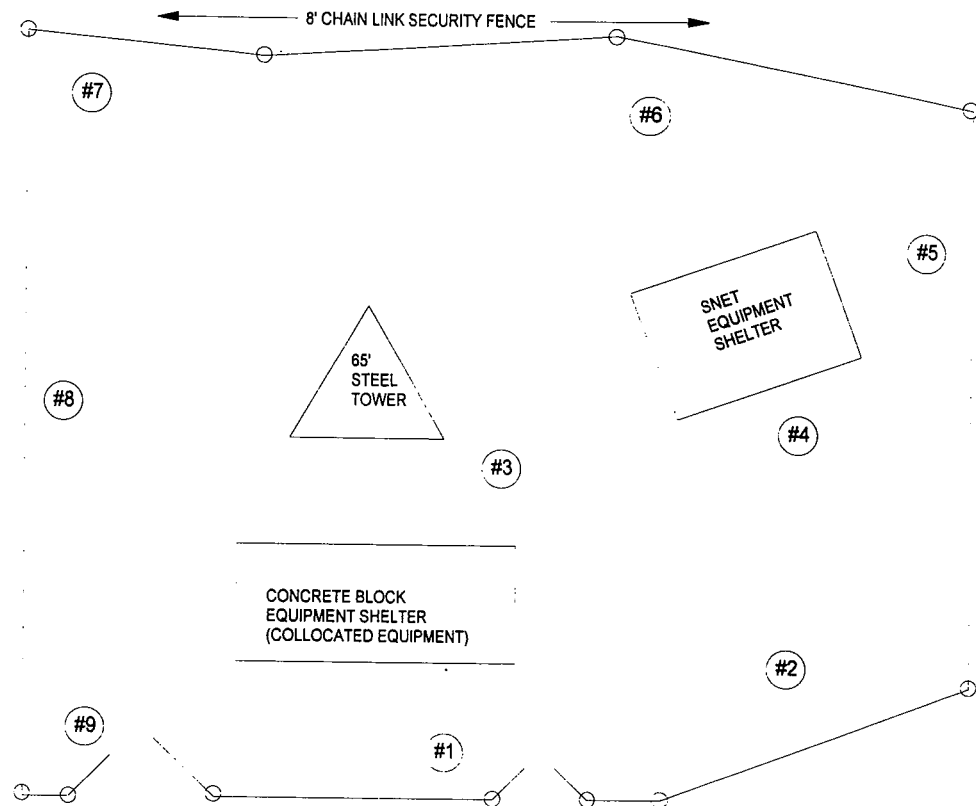 8' CHAIN LINK SECURITY FENCE
#7
#6
#5
SNET
EQUIPMENT
SHELTER
65'
STEEL
TOWER
#8
#4
#3
CONCRETE BLOCK
EQUIPMENT SHELTER
(COLLOCATED EQUIPMENT)
#2
#9
#1